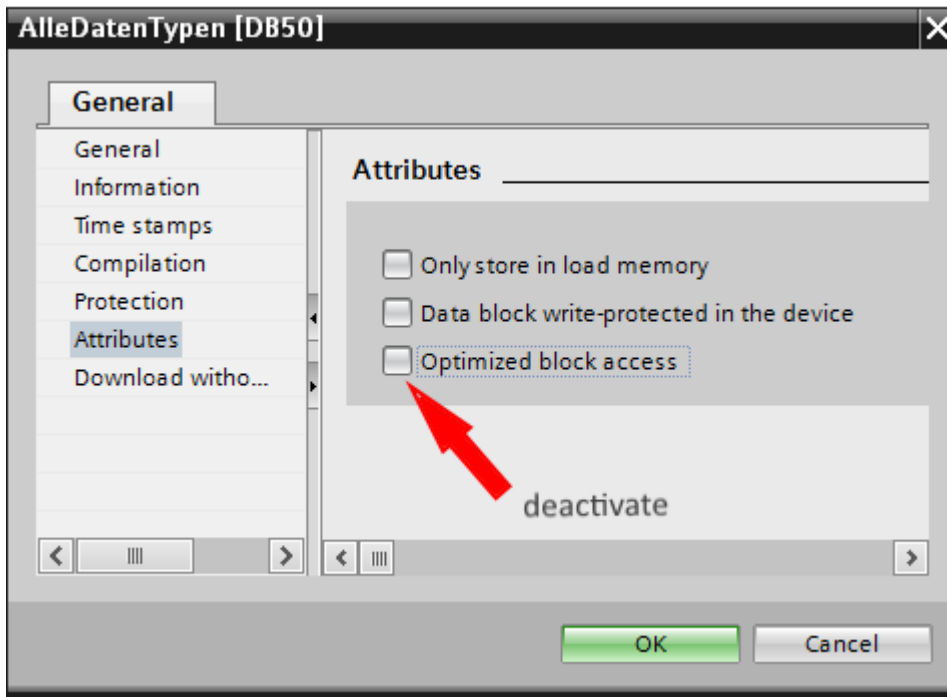 AlleDatenTypen [DB50]
General
General
Information
Time stamps
Compilation
Protection
Attributes
Download witho...
Attributes
Only store in load memory
Data block write-protected in the device
Optimized block access
deactivate
OK
Cancel